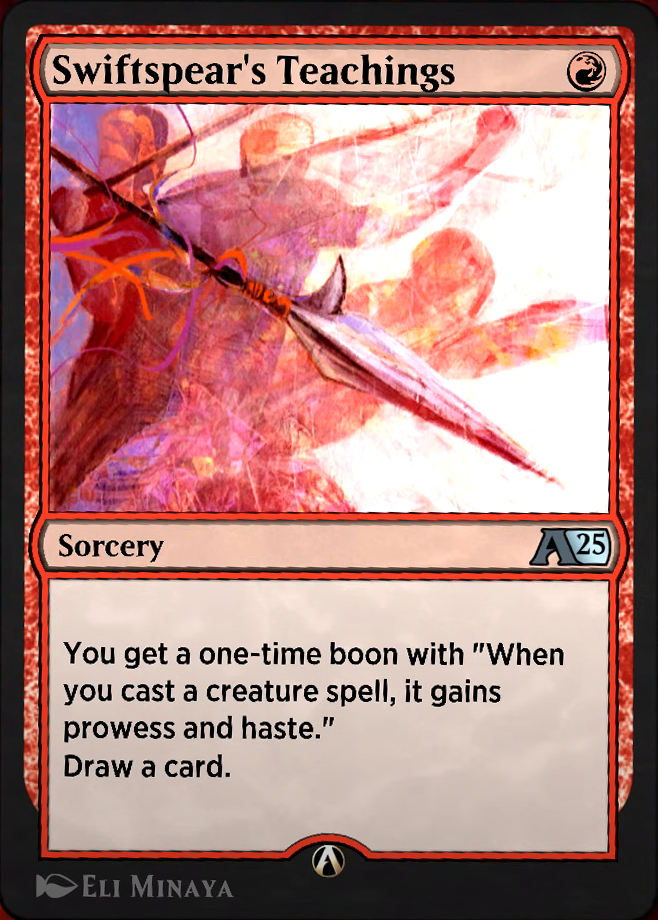 Swiftspear's Teachings
Sorcery
A25
You get a one-time boon with "When
you cast a creature spell, it gains
prowess and haste."
Draw a card.
Eli Minaya